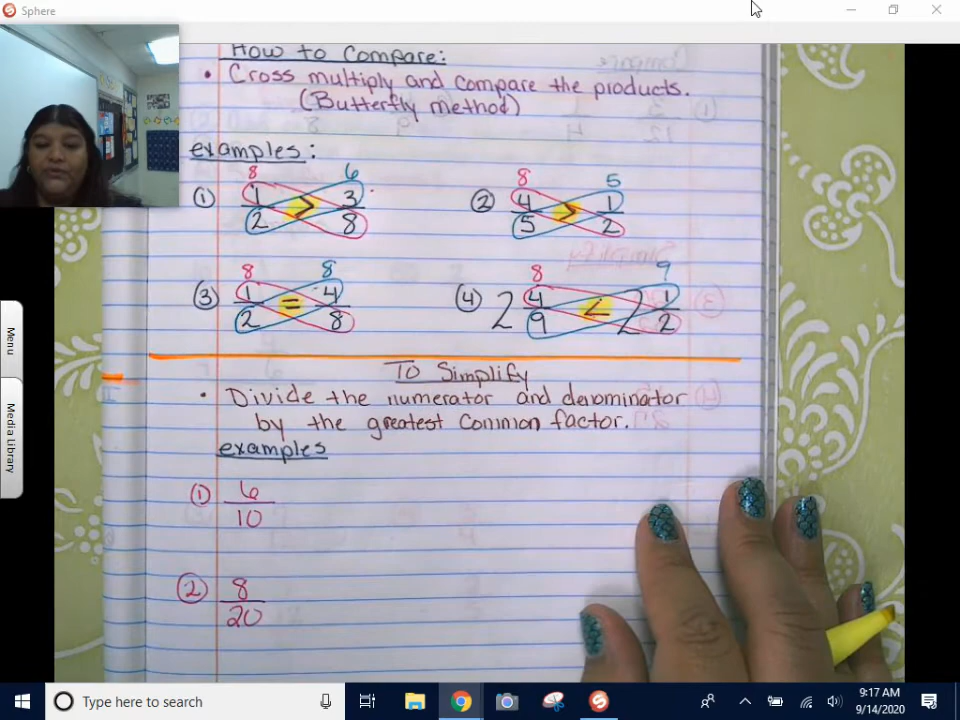 Sphere
How to Compare:
• Cross multiply and compare the products.
(Butterfly method)
examples:
① 8 6
1/2 > 3/8
② 8 5
4/5 > 1/2
③ 8 8
1/2 = 4/8
④ 8 9
2 4/9 < 2 1/2
To Simplify
• Divide the numerator and denominator
by the greatest common factor.
examples
① 6/10
② 8/20
Menu
Media Library
Type here to search
9:17 AM
9/14/2020